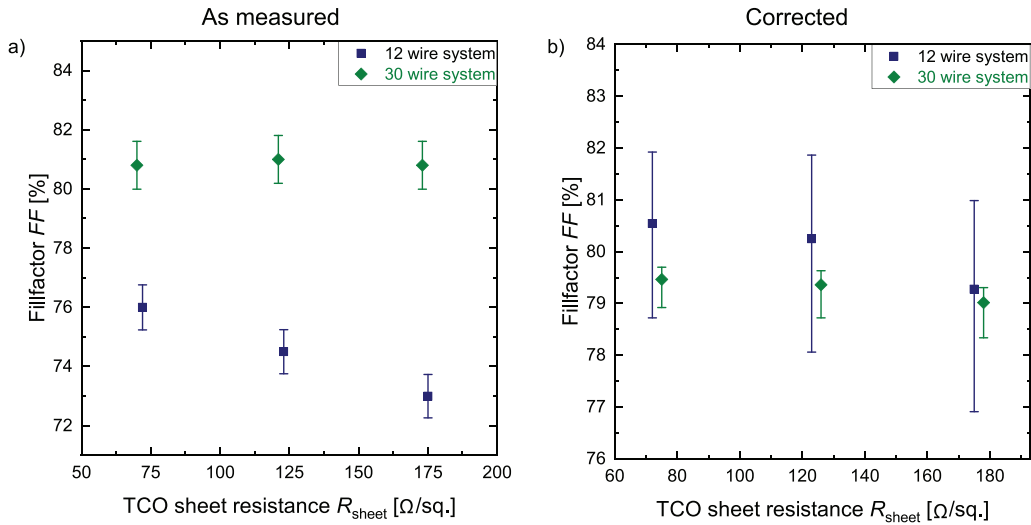 As measured
a)
12 wire system
30 wire system
Fillfactor FF [%]
84
82
80
78
76
74
72
50 75 100 125 150 175 200
TCO sheet resistance Rsheet [Ω/sq.]
Corrected
b)
12 wire system
30 wire system
Fillfactor FF [%]
84
83
82
81
80
79
78
77
76
60 80 100 120 140 160 180
TCO sheet resistance Rsheet [Ω/sq.]